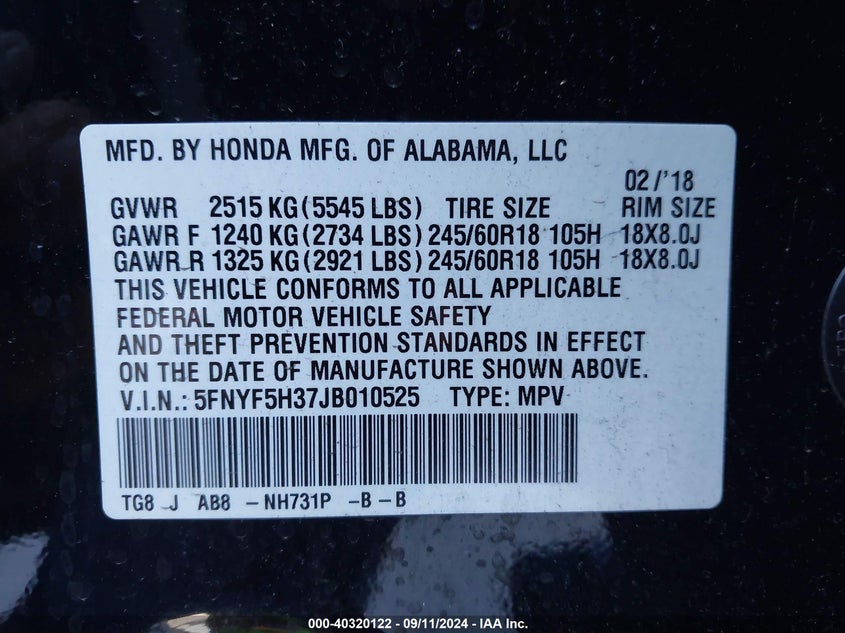 MFD. BY HONDA MFG. OF ALABAMA, LLC
02/'18
GVWR 2515 KG (5545 LBS) TIRE SIZE RIM SIZE
GAWR F 1240 KG (2734 LBS) 245/60R18 105H 18X8.0J
GAWR R 1325 KG (2921 LBS) 245/60R18 105H 18X8.0J
THIS VEHICLE CONFORMS TO ALL APPLICABLE
FEDERAL MOTOR VEHICLE SAFETY
AND THEFT PREVENTION STANDARDS IN EFFECT
ON THE DATE OF MANUFACTURE SHOWN ABOVE.
V.I.N.: 5FNYF5H37JB010525 TYPE: MPV
TG8 J AB8 - NH731P - B - B
000-40320122 - 09/11/2024 - IAA Inc.